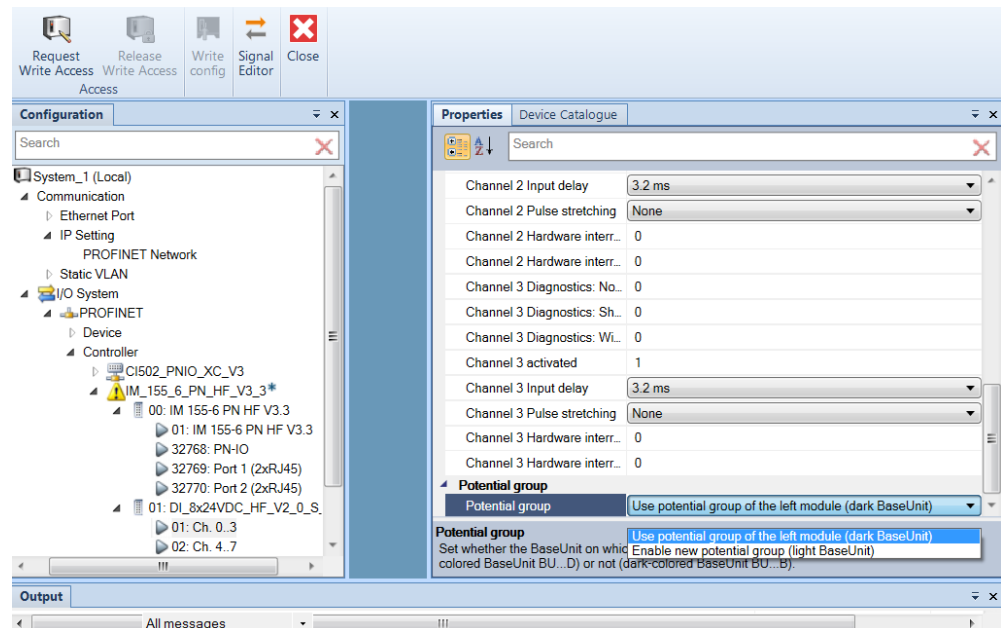 Request
Write Access
Release
Write Access
Write
config
Signal
Editor
Close
Access
Configuration
Search
System_1 (Local)
Communication
Ethernet Port
IP Setting
PROFINET Network
Static VLAN
I/O System
PROFINET
Device
Controller
CI502_PNIO_XC_V3
IM_155_6_PN_HF_V3_3*
00: IM 155-6 PN HF V3.3
01: IM 155-6 PN HF V3.3
32768: PN-IO
32769: Port 1 (2xRJ45)
32770: Port 2 (2xRJ45)
01: DI_8x24VDC_HF_V2_0_S_
01: Ch. 0..3
02: Ch. 4..7
Properties Device Catalogue
Search
Channel 2 Input delay 3.2 ms
Channel 2 Pulse stretching None
Channel 2 Hardware interr... 0
Channel 2 Hardware interr... 0
Channel 3 Diagnostics: No... 0
Channel 3 Diagnostics: Sh... 0
Channel 3 Diagnostics: Wi... 0
Channel 3 activated 1
Channel 3 Input delay 3.2 ms
Channel 3 Pulse stretching None
Channel 3 Hardware interr... 0
Channel 3 Hardware interr... 0
Potential group
Potential group Use potential group of the left module (dark BaseUnit)
Use potential group of the left module (dark BaseUnit)
Enable new potential group (light BaseUnit)
Potential group
Set whether the BaseUnit on whic
colored BaseUnit BU...D) or not (dark-colored BaseUnit BU...B).
Output
All messages